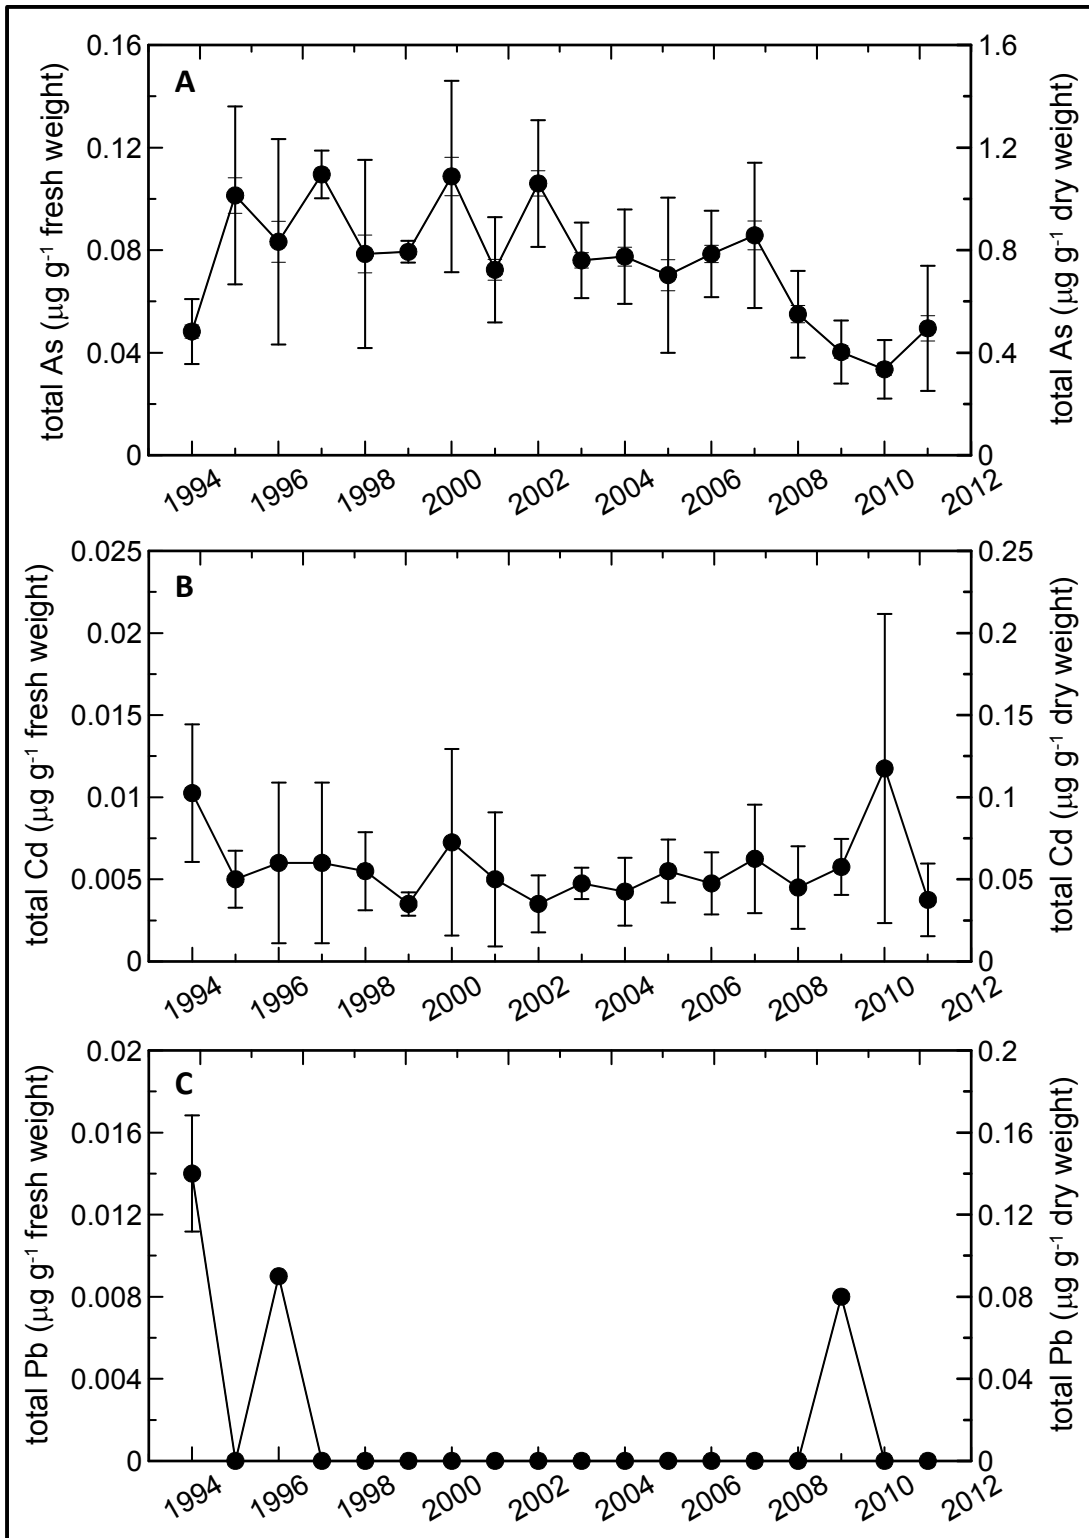 A
total As (µg g⁻¹ fresh weight)
0.16
0.12
0.08
0.04
0
total As (µg g⁻¹ dry weight)
1.6
1.2
0.8
0.4
0
1994 1996 1998 2000 2002 2004 2006 2008 2010 2012
B
total Cd (µg g⁻¹ fresh weight)
0.025
0.02
0.015
0.01
0.005
0
total Cd (µg g⁻¹ dry weight)
0.25
0.2
0.15
0.1
0.05
0
1994 1996 1998 2000 2002 2004 2006 2008 2010 2012
C
total Pb (µg g⁻¹ fresh weight)
0.02
0.016
0.012
0.008
0.004
0
total Pb (µg g⁻¹ dry weight)
0.2
0.16
0.12
0.08
0.04
0
1994 1996 1998 2000 2002 2004 2006 2008 2010 2012